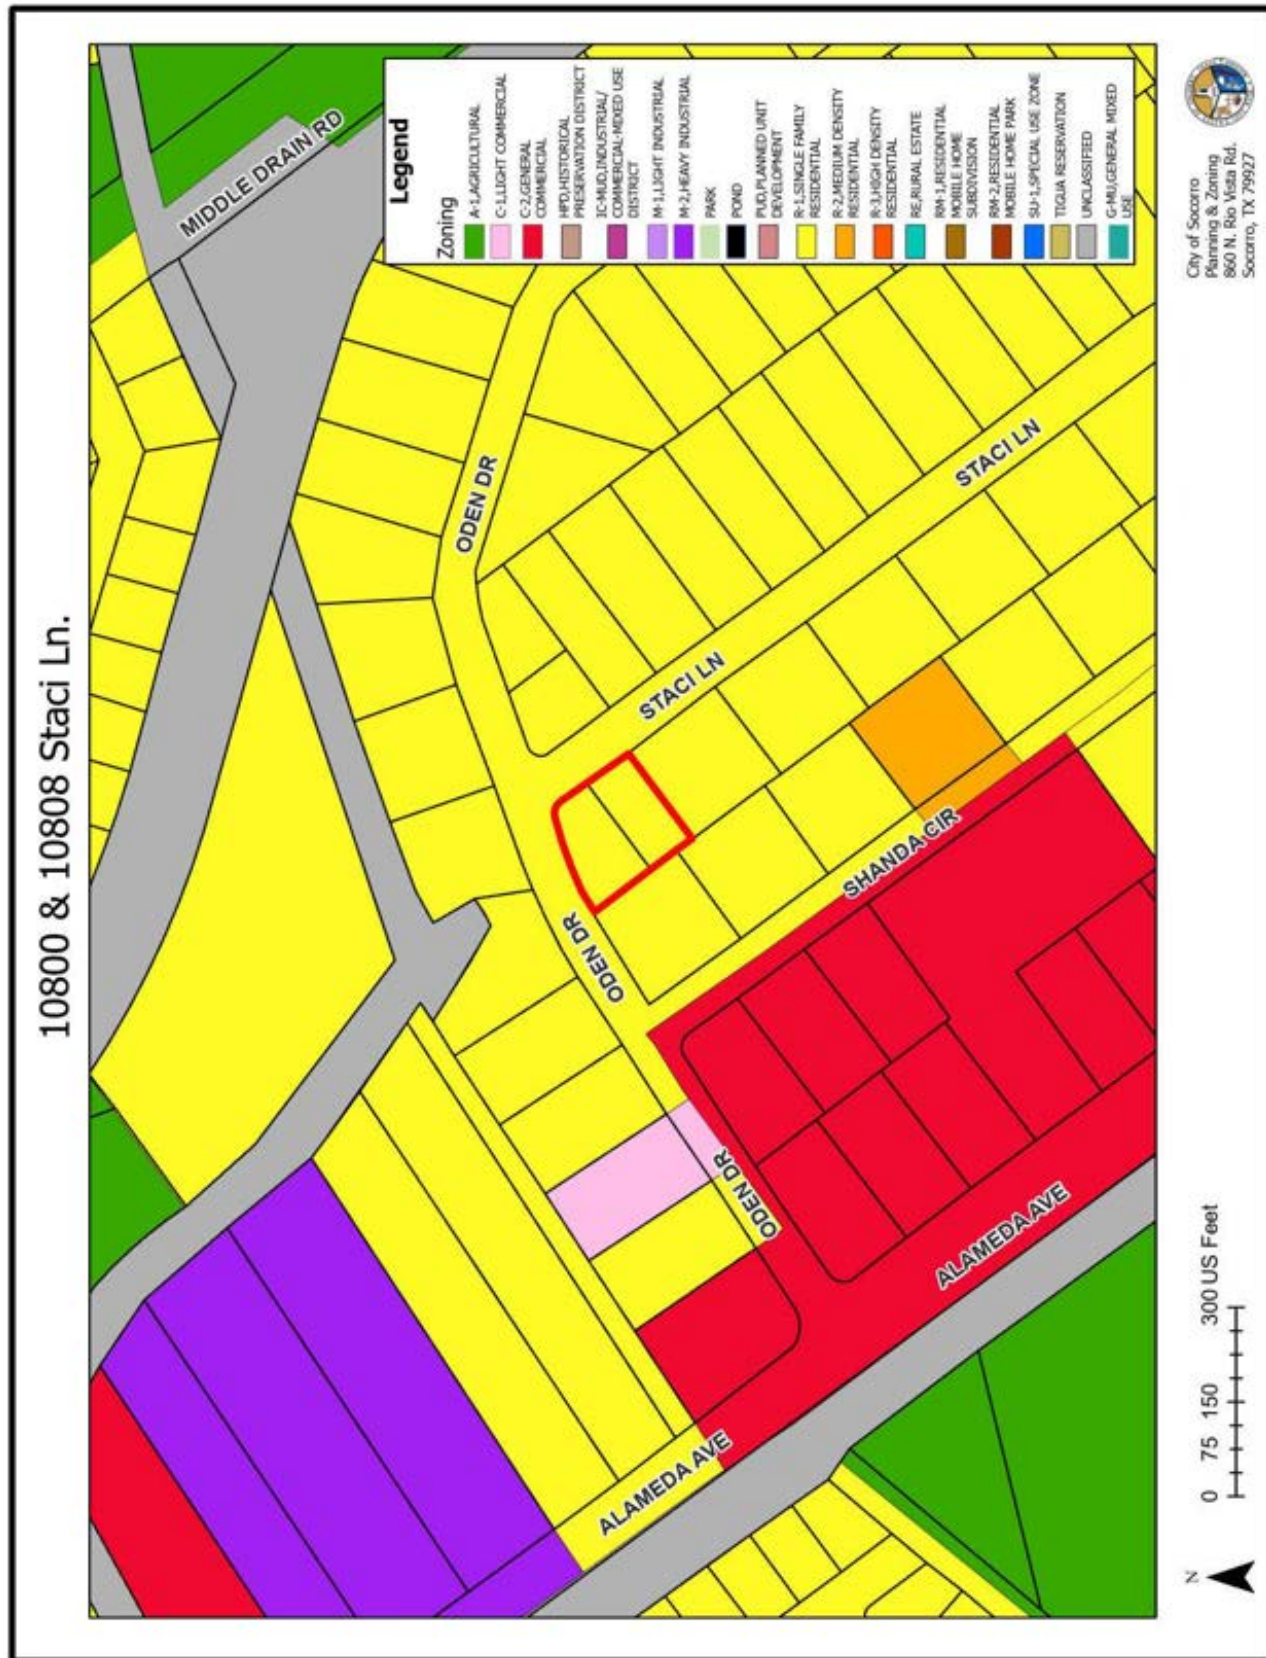 10800 & 10808 Staci Ln.
MIDDLE DRAIN RD
ODEN DR
STACI LN
STACI LN
ODEN DR
SHANDA CIR
ODEN DR
ALAMEDA AVE
ALAMEDA AVE
Legend
Zoning
A-1,AGRICULTURAL
C-1,LIGHT COMMERCIAL
C-2,GENERAL
COMMERCIAL
HPD,HISTORICAL
PRESERVATION DISTRICT
IC-MUD,INDUSTRIAL/
COMMERCIAL-MIXED USE
DISTRICT
M-1,LIGHT INDUSTRIAL
M-2,HEAVY INDUSTRIAL
PARK
POND
PUD,PLANNED UNIT
DEVELOPMENT
R-1,SINGLE FAMILY
RESIDENTIAL
R-2,MEDIUM DENSITY
RESIDENTIAL
R-3,HIGH DENSITY
RESIDENTIAL
RE,RURAL ESTATE
RM-1,RESIDENTIAL
MOBILE HOME
SUBDIVISION
RM-2,RESIDENTIAL
MOBILE HOME PARK
SU-1,SPECIAL USE ZONE
TIGUA RESERVATION
UNCLASSIFIED
G-MU,GENERAL MIXED
USE
N
0 75 150 300 US Feet
City of Socorro
Planning & Zoning
860 N. Rio Vista Rd.
Socorro, TX 79927